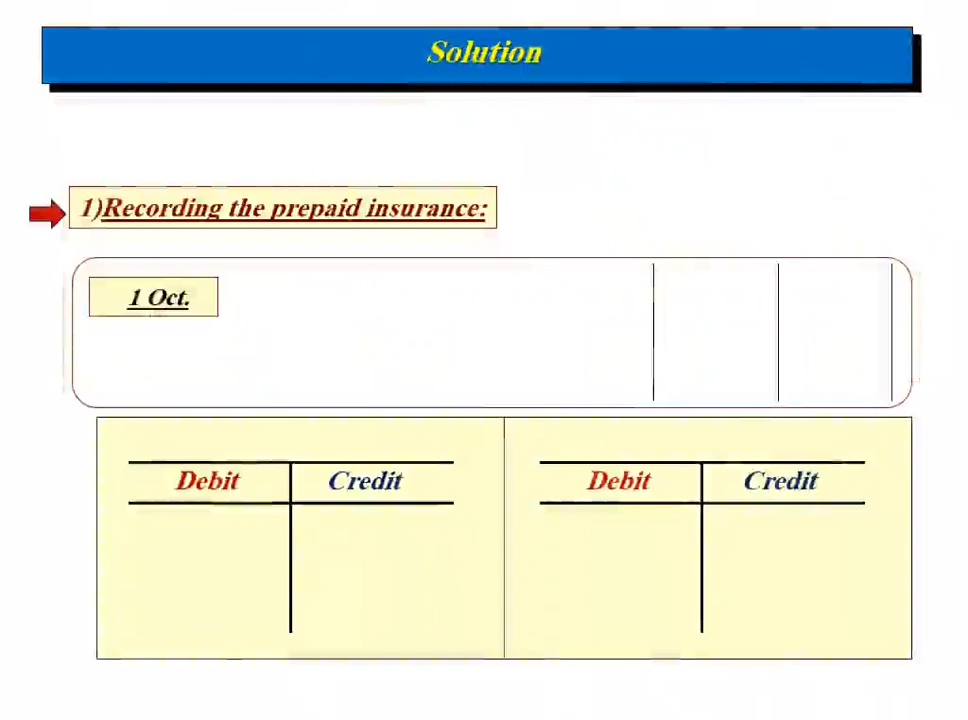 Solution
1)Recording the prepaid insurance:
1 Oct.
Debit Credit Debit Credit